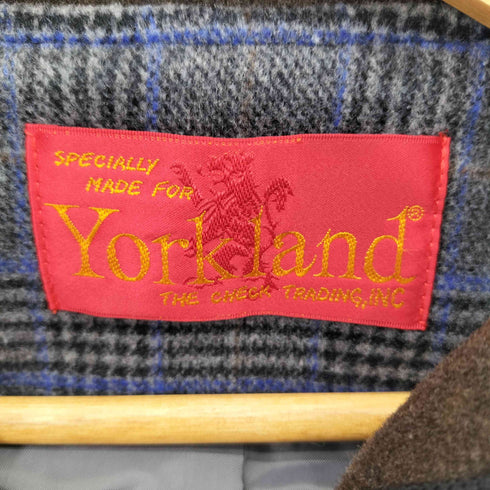 SPECIALLY
MADE FOR
Yorkland®
THE CHECK TRADING, INC